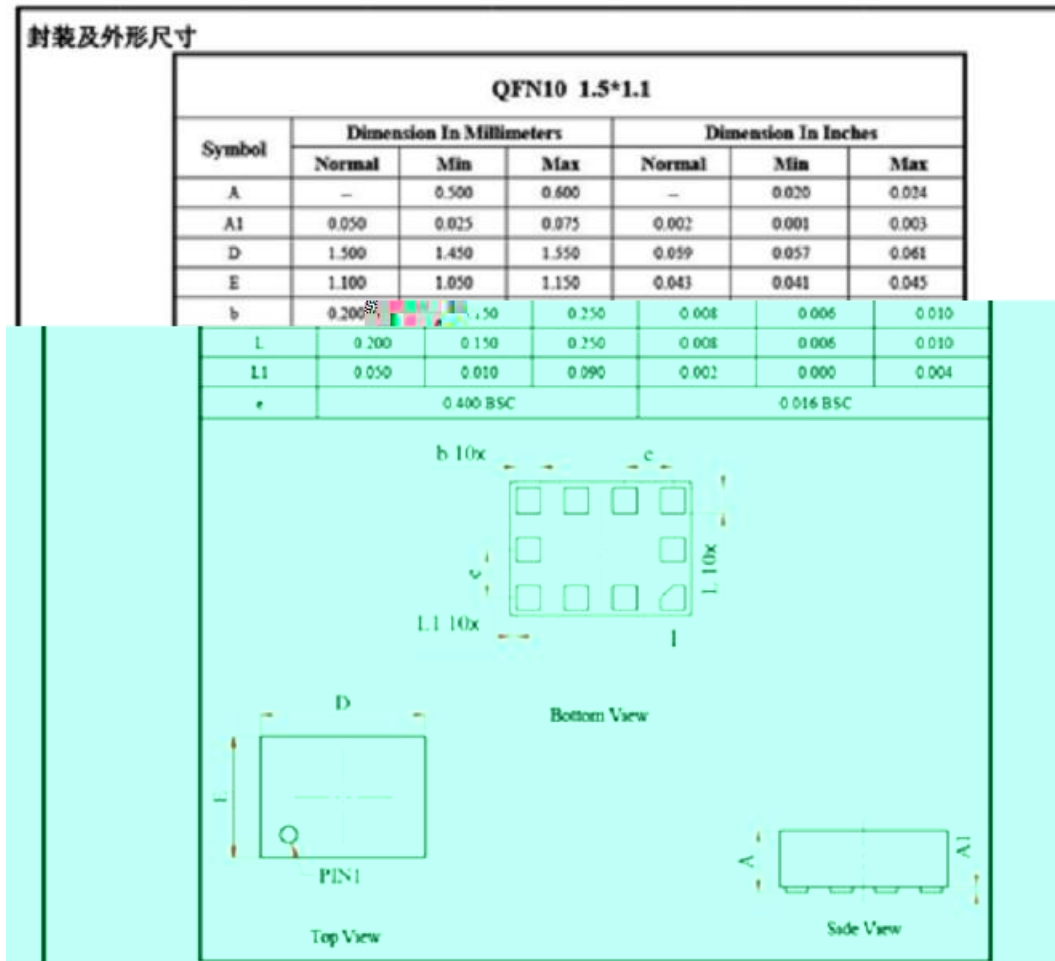 封装及外形尺寸
QFN10 1.5*1.1
Symbol Dimension In Millimeters Dimension In Inches
Normal Min Max Normal Min Max
A – 0.500 0.600 – 0.020 0.024
A1 0.050 0.025 0.075 0.002 0.001 0.003
D 1.500 1.450 1.550 0.059 0.057 0.061
E 1.100 1.050 1.150 0.043 0.041 0.045
b 0.200 0.250 0.008 0.006 0.010
L 0.200 0.150 0.250 0.008 0.006 0.010
L1 0.050 0.010 0.090 0.002 0.000 0.004
e 0.400 BSC 0.016 BSC
b 10x e
e L 10x
L1 10x
1
Bottom View
D
E
PIN1
Top View
A A1
Side View